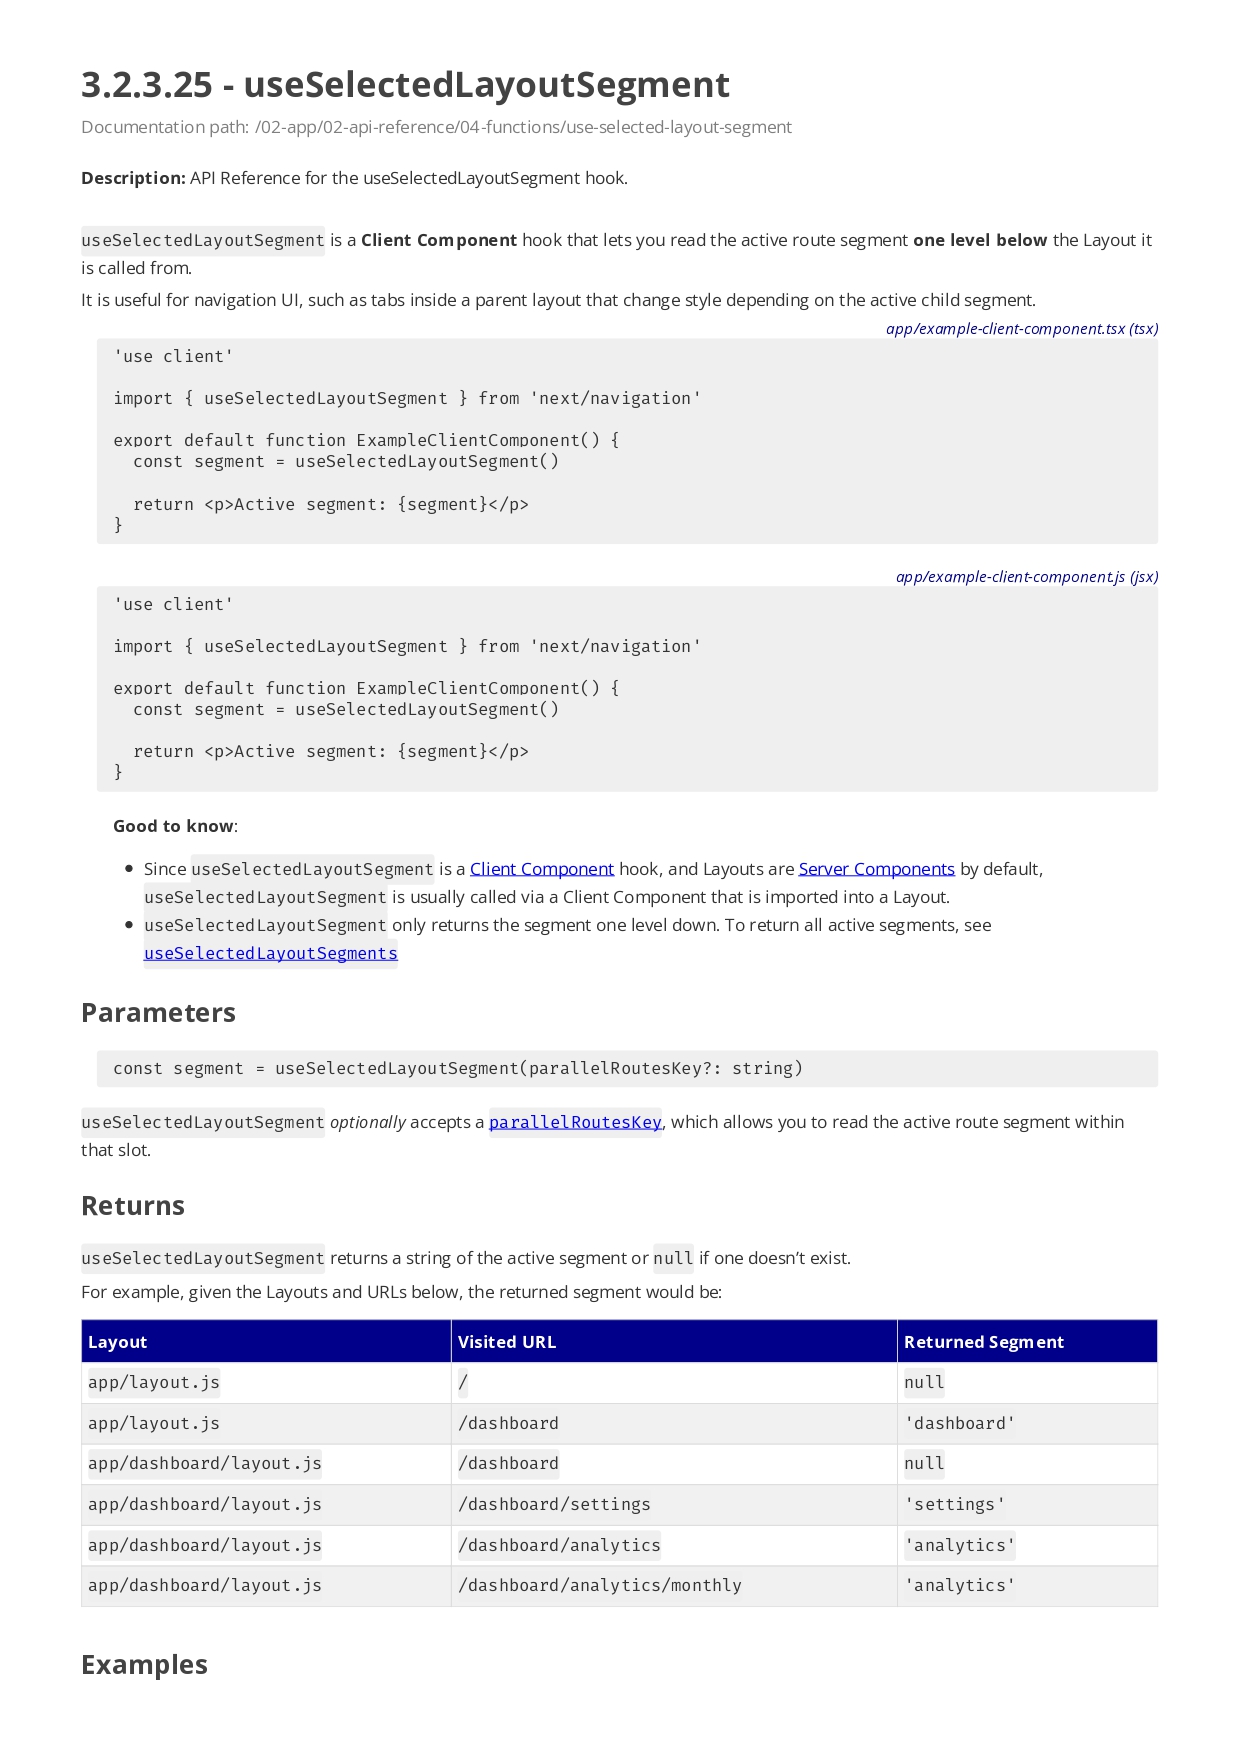 3.2.3.25 - useSelectedLayoutSegment
Documentation path: /02-app/02-api-reference/04-functions/use-selected-layout-segment
Description: API Reference for the useSelectedLayoutSegment hook.
useSelectedLayoutSegment is a Client Component hook that lets you read the active route segment one level below the Layout it
is called from.
It is useful for navigation UI, such as tabs inside a parent layout that change style depending on the active child segment.
app/example-client-component.tsx (tsx)
'use client'
import { useSelectedLayoutSegment } from 'next/navigation'
export default function ExampleClientComponent() {
  const segment = useSelectedLayoutSegment()
  return <p>Active segment: {segment}</p>
}
app/example-client-component.js (jsx)
'use client'
import { useSelectedLayoutSegment } from 'next/navigation'
export default function ExampleClientComponent() {
  const segment = useSelectedLayoutSegment()
  return <p>Active segment: {segment}</p>
}
Good to know:
• Since useSelectedLayoutSegment is a Client Component hook, and Layouts are Server Components by default,
useSelectedLayoutSegment is usually called via a Client Component that is imported into a Layout.
• useSelectedLayoutSegment only returns the segment one level down. To return all active segments, see
useSelectedLayoutSegments
Parameters
const segment = useSelectedLayoutSegment(parallelRoutesKey?: string)
useSelectedLayoutSegment optionally accepts a parallelRoutesKey, which allows you to read the active route segment within
that slot.
Returns
useSelectedLayoutSegment returns a string of the active segment or null if one doesn’t exist.
For example, given the Layouts and URLs below, the returned segment would be:
Layout Visited URL Returned Segment
app/layout.js / null
app/layout.js /dashboard 'dashboard'
app/dashboard/layout.js /dashboard null
app/dashboard/layout.js /dashboard/settings 'settings'
app/dashboard/layout.js /dashboard/analytics 'analytics'
app/dashboard/layout.js /dashboard/analytics/monthly 'analytics'
Examples